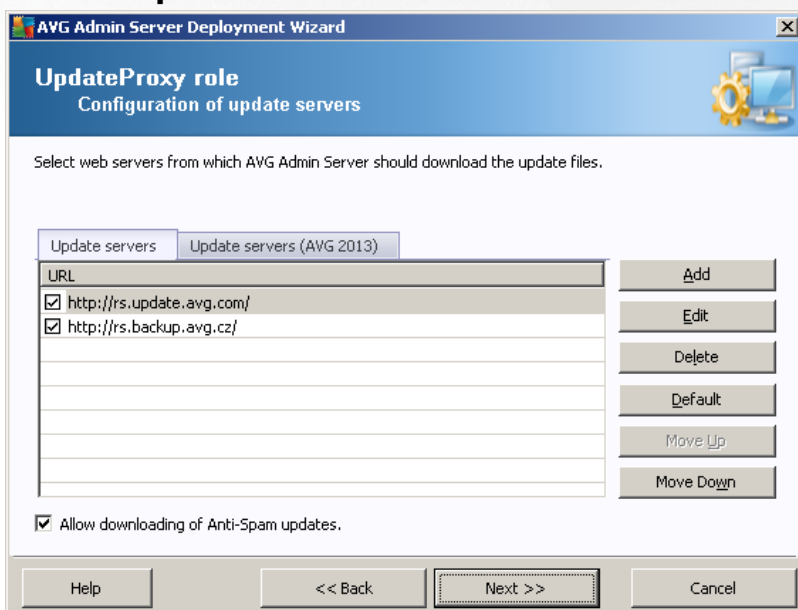 AVG Admin Server Deployment Wizard
UpdateProxy role
Configuration of update servers
Select web servers from which AVG Admin Server should download the update files.
Update servers
Update servers (AVG 2013)
URL
http://rs.update.avg.com/
http://rs.backup.avg.cz/
Add
Edit
Delete
Default
Move Up
Move Down
Allow downloading of Anti-Spam updates.
Help
<< Back
Next >>
Cancel